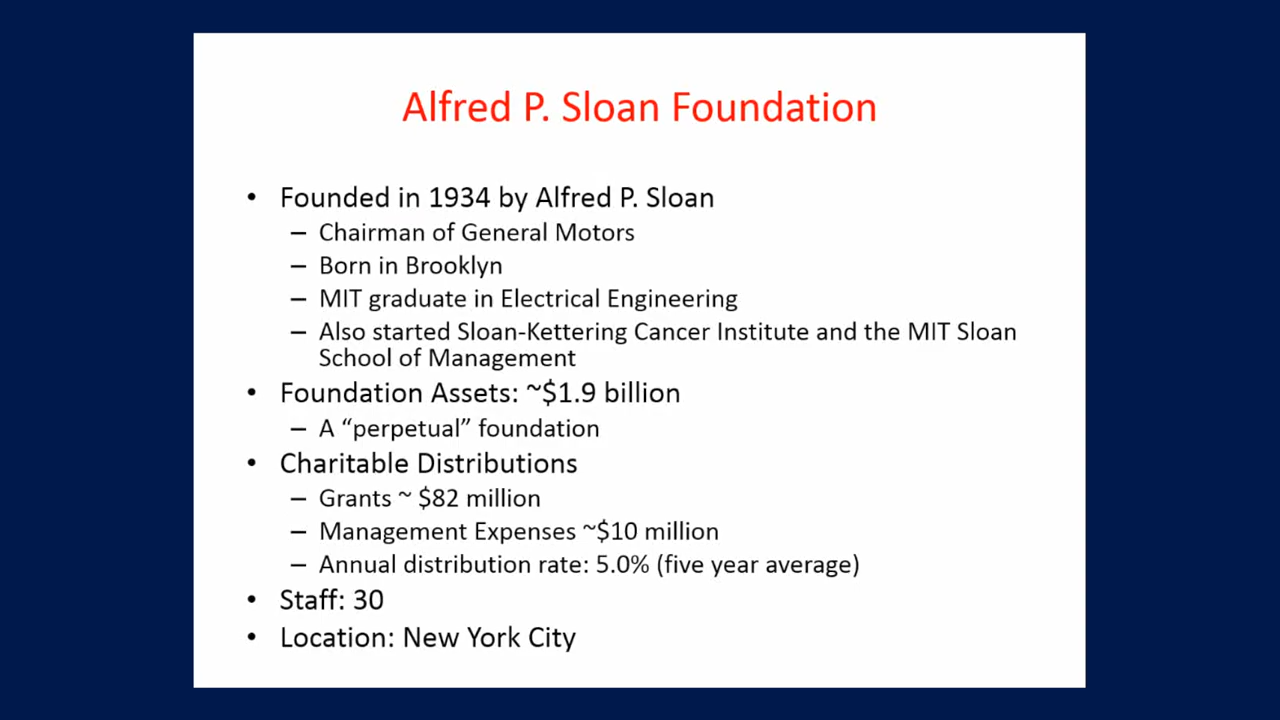 Alfred P. Sloan Foundation
• Founded in 1934 by Alfred P. Sloan
– Chairman of General Motors
– Born in Brooklyn
– MIT graduate in Electrical Engineering
– Also started Sloan-Kettering Cancer Institute and the MIT Sloan
School of Management
• Foundation Assets: ~$1.9 billion
– A “perpetual” foundation
• Charitable Distributions
– Grants ~ $82 million
– Management Expenses ~$10 million
– Annual distribution rate: 5.0% (five year average)
• Staff: 30
• Location: New York City